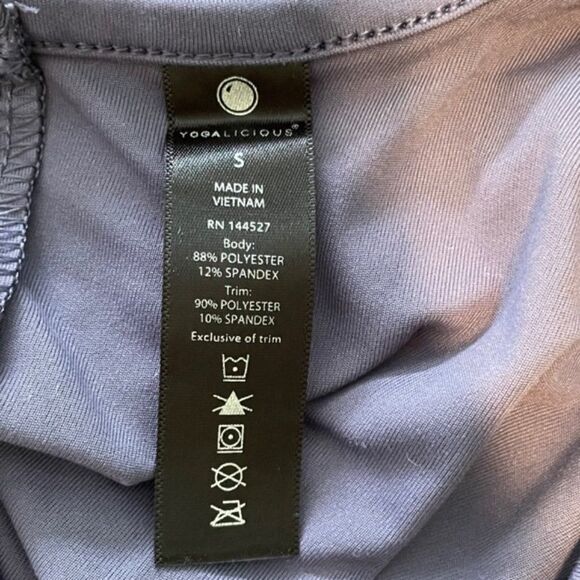 YOGALICIOUS®
S
MADE IN
VIETNAM
RN 144527
Body:
88% POLYESTER
12% SPANDEX
Trim:
90% POLYESTER
10% SPANDEX
Exclusive of trim